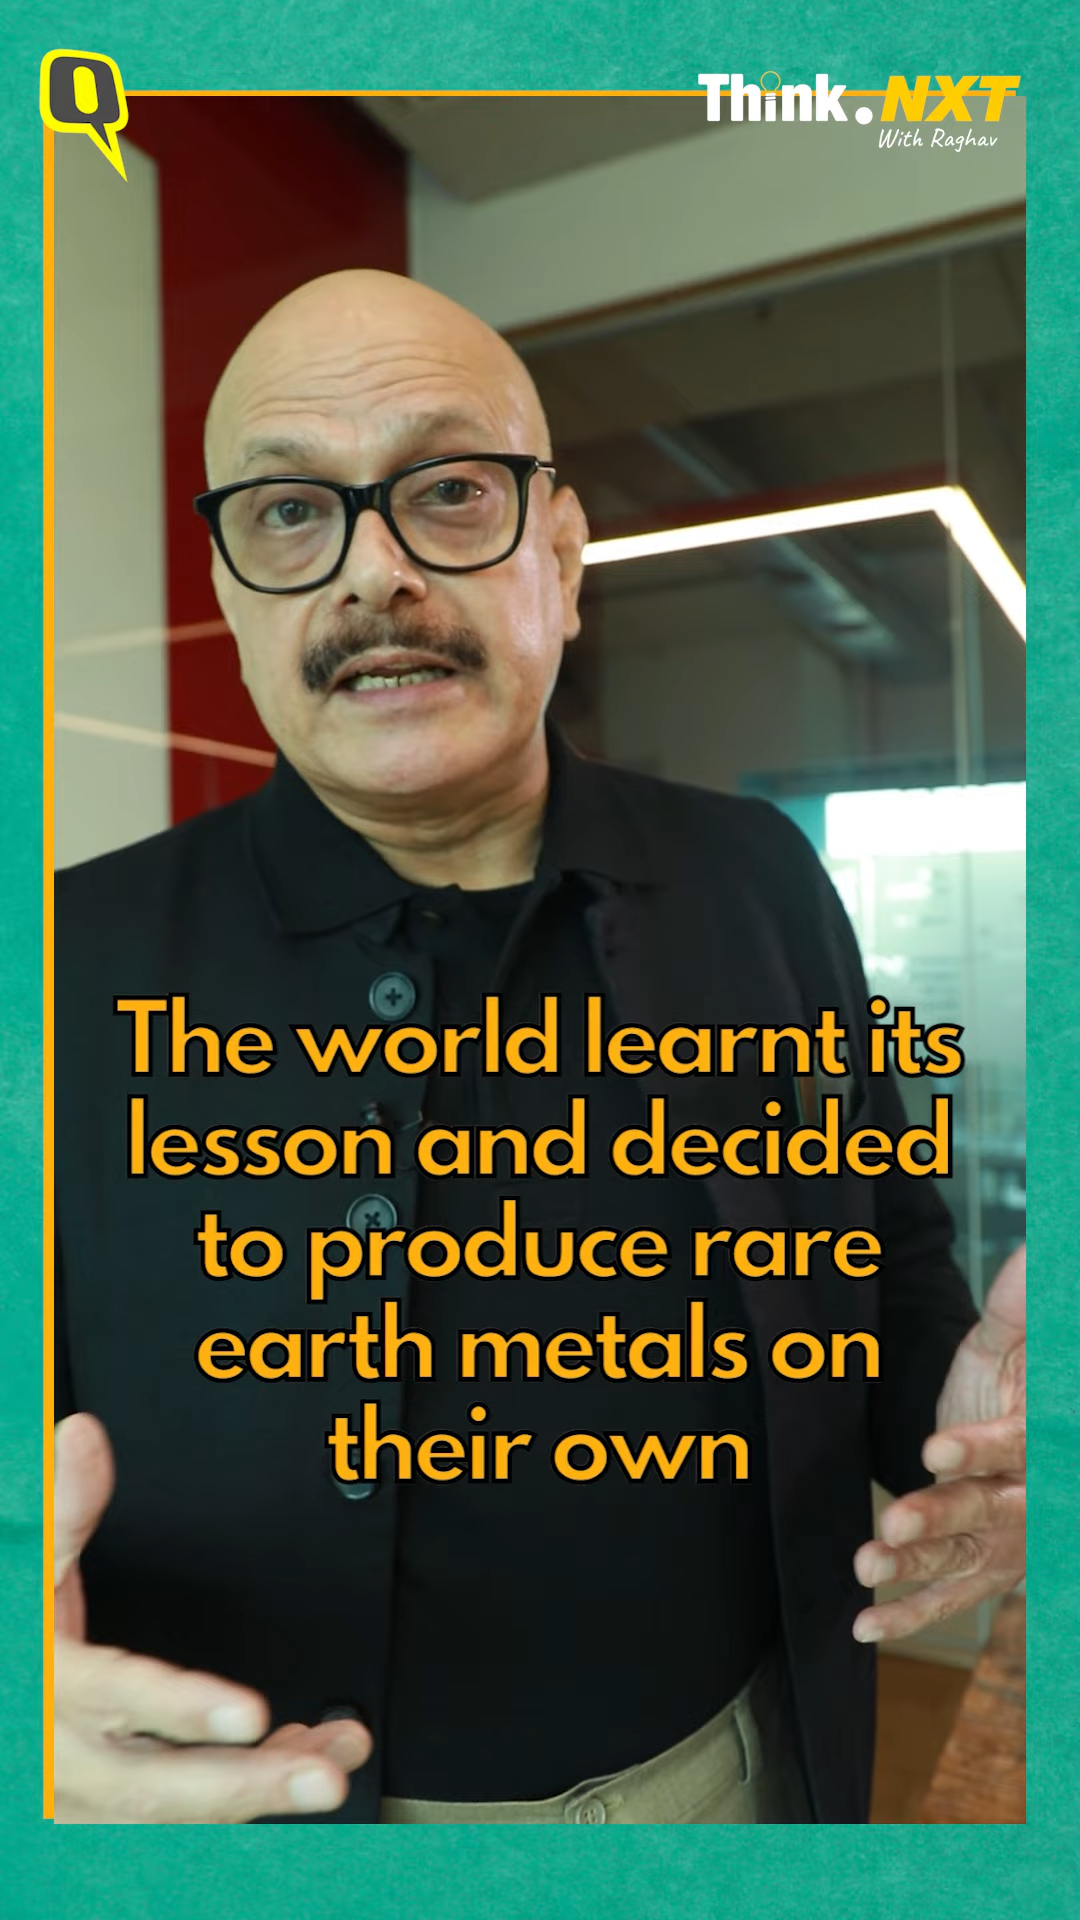 Q
Think.NXT
With Raghav
The world learnt its
lesson and decided
to produce rare
earth metals on
their own